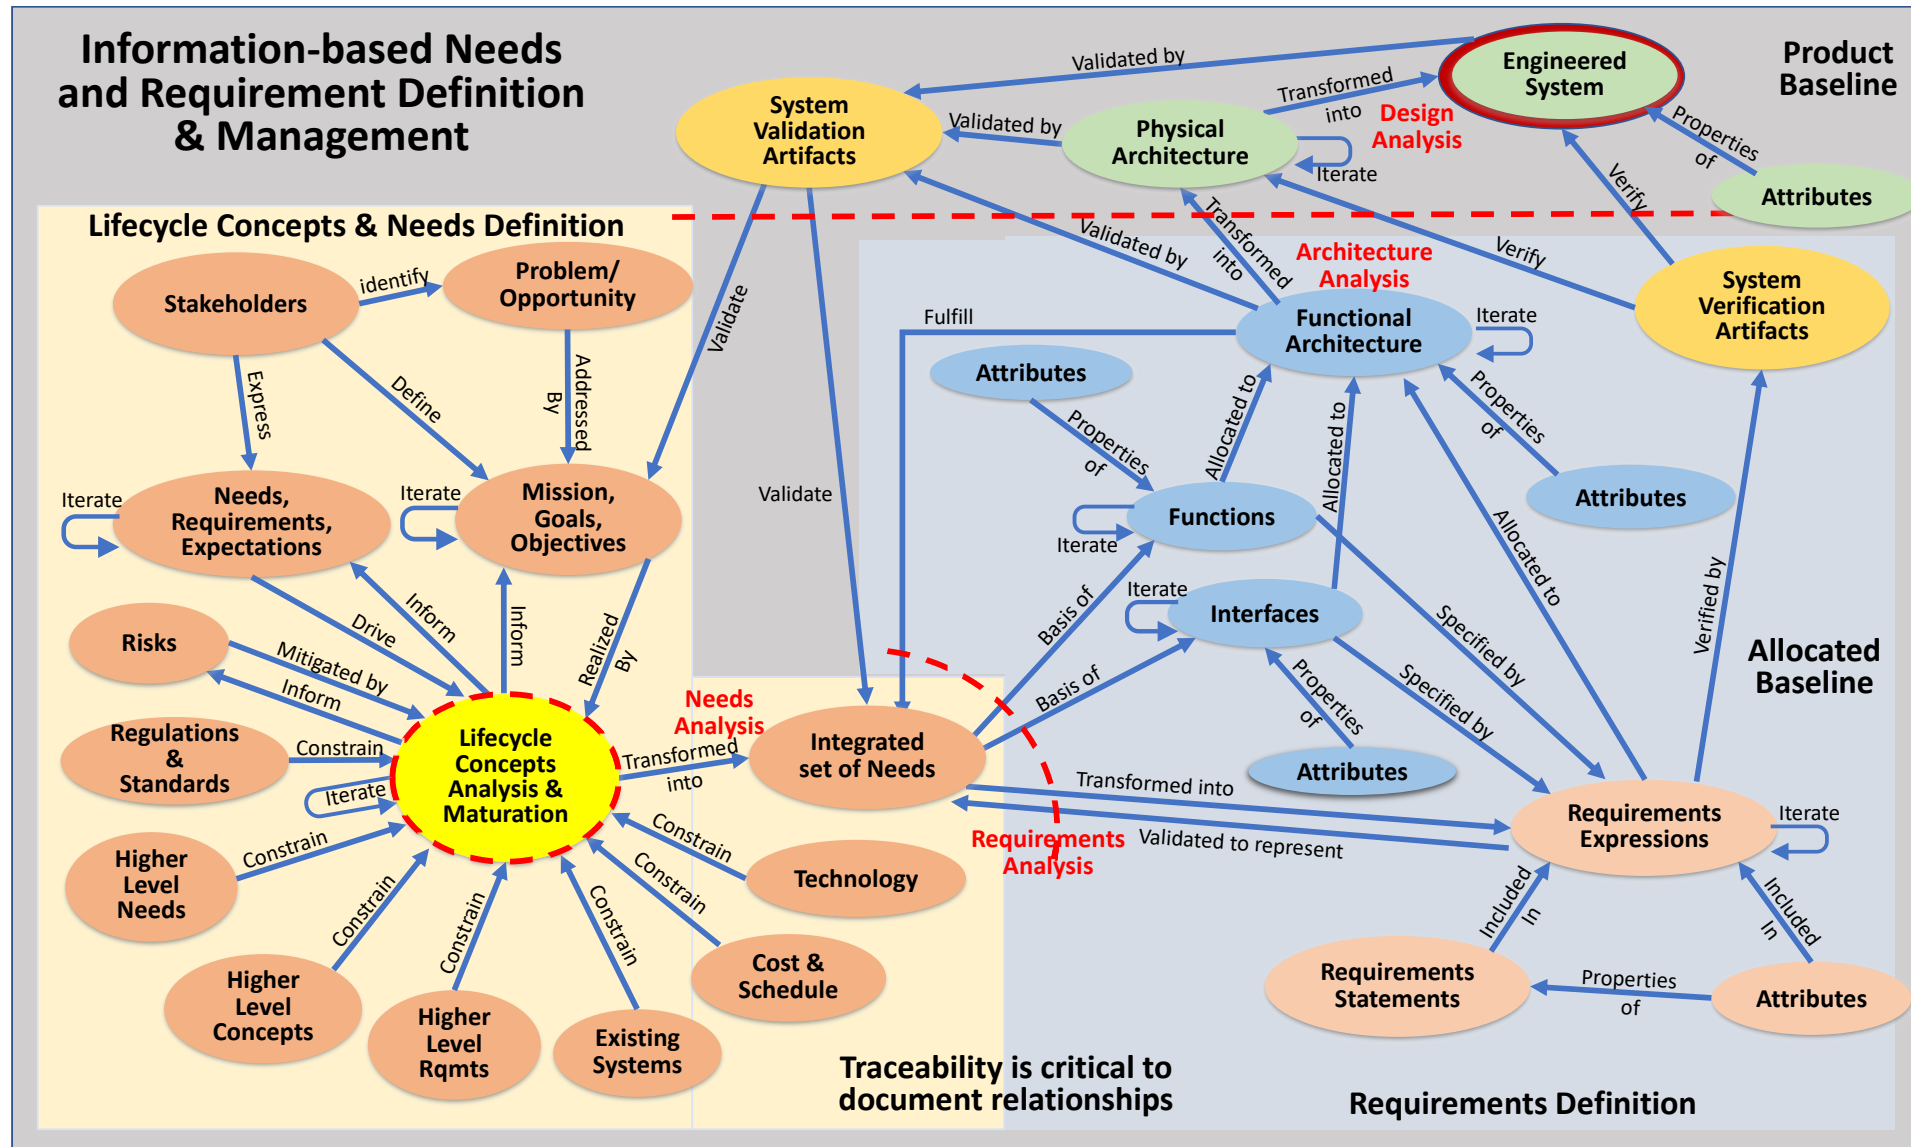 Information-based Needs
and Requirement Definition
& Management
Product
Baseline
Engineered
System
Validated by
Transformed
into
Design
Analysis
System
Validation
Artifacts
Validated by
Physical
Architecture
Iterate
Properties
of
Attributes
Verify
Lifecycle Concepts & Needs Definition
Stakeholders
identify
Problem/
Opportunity
Validate
Validated by
Transformed
into
Architecture
Analysis
Verify
System
Verification
Artifacts
Fulfill
Functional
Architecture
Iterate
Express
Define
Addressed
By
Attributes
Properties
of
Allocated to
Allocated to
Properties
of
Attributes
Iterate
Needs,
Requirements,
Expectations
Iterate
Mission,
Goals,
Objectives
Validate
Functions
Iterate
Allocated to
Verified by
Drive
Inform
Inform
Realized
By
Basis of
Iterate
Interfaces
Specified by
Risks
Mitigated by
Inform
Needs
Analysis
Basis of
Properties
of
Specified by
Allocated
Baseline
Regulations
&
Standards
Constrain
Iterate
Lifecycle
Concepts
Analysis &
Maturation
Transformed
into
Integrated
set of Needs
Attributes
Transformed into
Validated to represent
Requirements
Analysis
Requirements
Expressions
Iterate
Higher
Level
Needs
Constrain
Constrain
Technology
Constrain
Constrain
Constrain
Constrain
Cost &
Schedule
Higher
Level
Concepts
Higher
Level
Rqmts
Existing
Systems
Included
In
Included
In
Requirements
Statements
Properties
of
Attributes
Traceability is critical to
document relationships
Requirements Definition